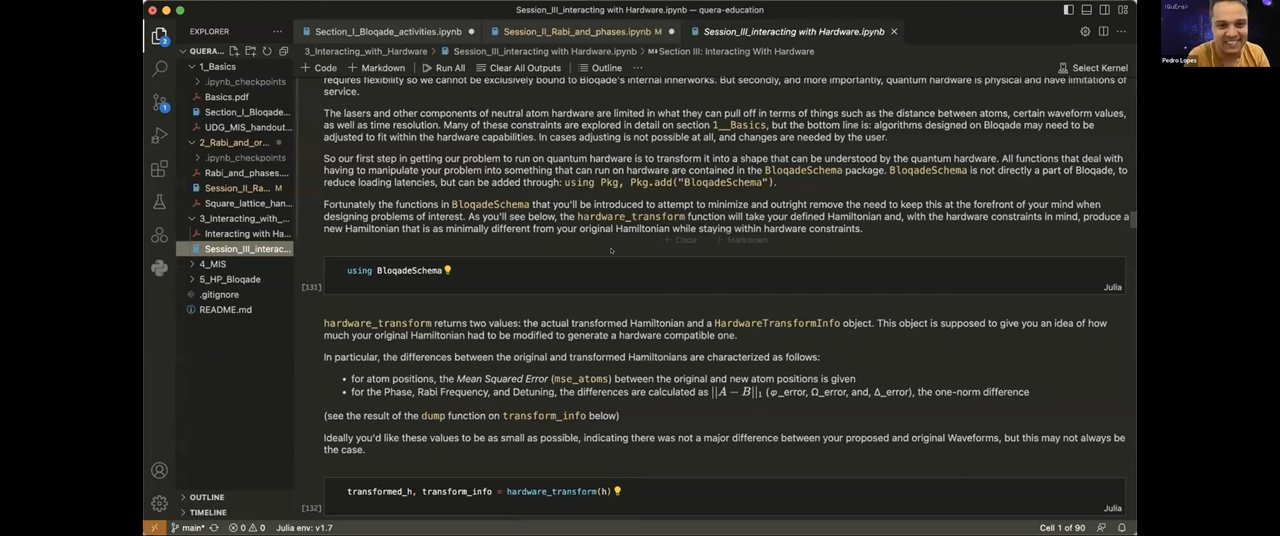 Session_III_interacting with Hardware.ipynb — quera-education
EXPLORER
Section_I_Bloqade_activities.ipynb
Section_II_Rabi_and_phases.ipynb M
Session_III_interacting with Hardware.ipynb
QUERA...
3_Interacting_with_Hardware > Session_III_interacting with Hardware.ipynb > Section III: Interacting With Hardware
+ Code + Markdown Run All Clear All Outputs Outline ... Select Kernel
1_Basics
.ipynb_checkpoints
Basics.pdf
Section_I_Bloqade...
UDG_MIS_handout...
2_Rabi_and_or...
.ipynb_checkpoints
Rabi_and_phases....
Session_II_Ra... M
Square_lattice_han...
3_Interacting_with_...
Interacting with Ha...
Session_III_interac...
4_MIS
5_HP_Bloqade
.gitignore
README.md
OUTLINE
TIMELINE
requires flexibility so we cannot be exclusively bound to Bloqade's internal innerworks. But secondly, and more importantly, quantum hardware is physical and have limitations of
service.
The lasers and other components of neutral atom hardware are limited in what they can pull off in terms of things such as the distance between atoms, certain waveform values,
as well as time resolution. Many of these constraints are explored in detail on section 1__Basics, but the bottom line is: algorithms designed on Bloqade may need to be
adjusted to fit within the hardware capabilities. In cases adjusting is not possible at all, and changes are needed by the user.
So our first step in getting our problem to run on quantum hardware is to transform it into a shape that can be understood by the quantum hardware. All functions that deal with
having to manipulate your problem into something that can run on hardware are contained in the BloqadeSchema package. BloqadeSchema is not directly a part of Bloqade, to
reduce loading latencies, but can be added through: using Pkg, Pkg.add("BloqadeSchema").
Fortunately the functions in BloqadeSchema that you'll be introduced to attempt to minimize and outright remove the need to keep this at the forefront of your mind when
designing problems of interest. As you'll see below, the hardware_transform function will take your defined Hamiltonian and, with the hardware constraints in mind, produce a
new Hamiltonian that is as minimally different from your original Hamiltonian while staying within hardware constraints.
+ Code + Markdown
using BloqadeSchema
[131] Julia
hardware_transform returns two values: the actual transformed Hamiltonian and a HardwareTransformInfo object. This object is supposed to give you an idea of how
much your original Hamiltonian had to be modified to generate a hardware compatible one.
In particular, the differences between the original and transformed Hamiltonians are characterized as follows:
• for atom positions, the Mean Squared Error (mse_atoms) between the original and new atom positions is given
• for the Phase, Rabi Frequency, and Detuning, the differences are calculated as ||A − B||₁ (φ_error, Ω_error, and, Δ_error), the one-norm difference
(see the result of the dump function on transform_info below)
Ideally you'd like these values to be as small as possible, indicating there was not a major difference between your proposed and original Waveforms, but this may not always be
the case.
transformed_h, transform_info = hardware_transform(h)
[132] Julia
main* 0 0 Julia env: v1.7 Cell 1 of 90
Pedro Lopes